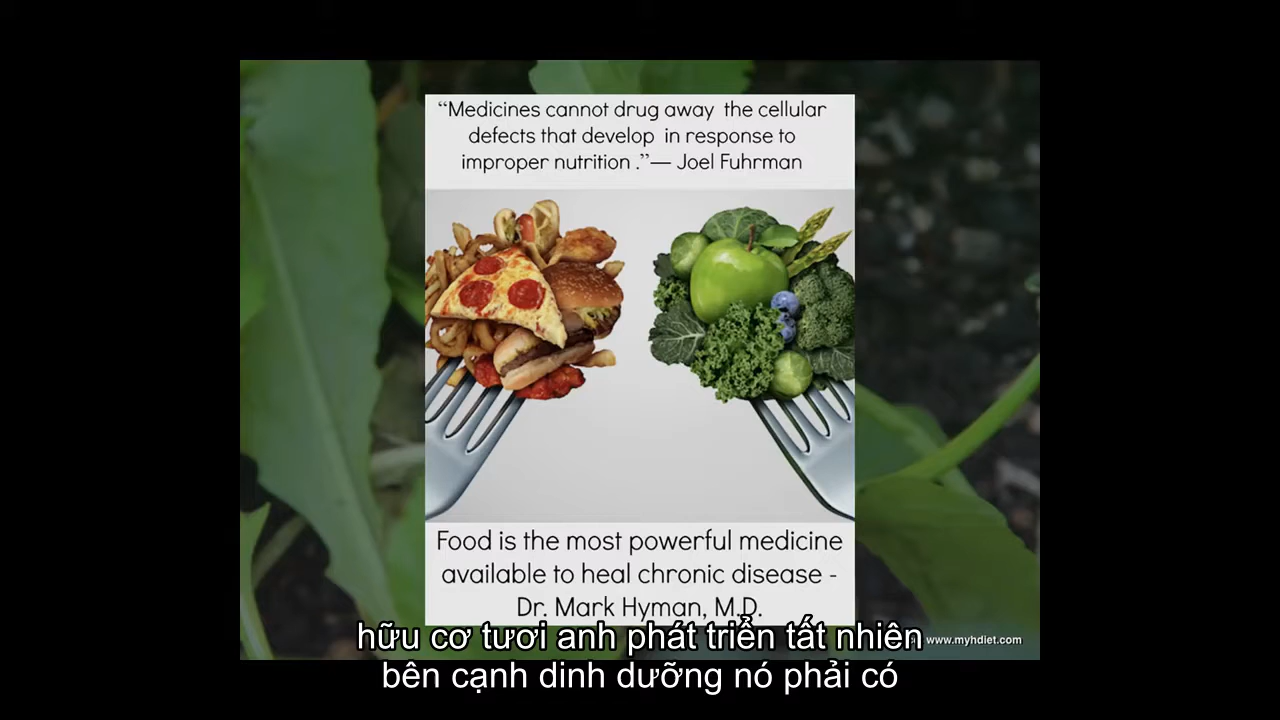 “Medicines cannot drug away the cellular
defects that develop in response to
improper nutrition .”— Joel Fuhrman
Food is the most powerful medicine
available to heal chronic disease -
Dr. Mark Hyman, M.D.
hữu cơ tươi anh phát triển tất nhiên
www.myhdiet.com
bên cạnh dinh dưỡng nó phải có